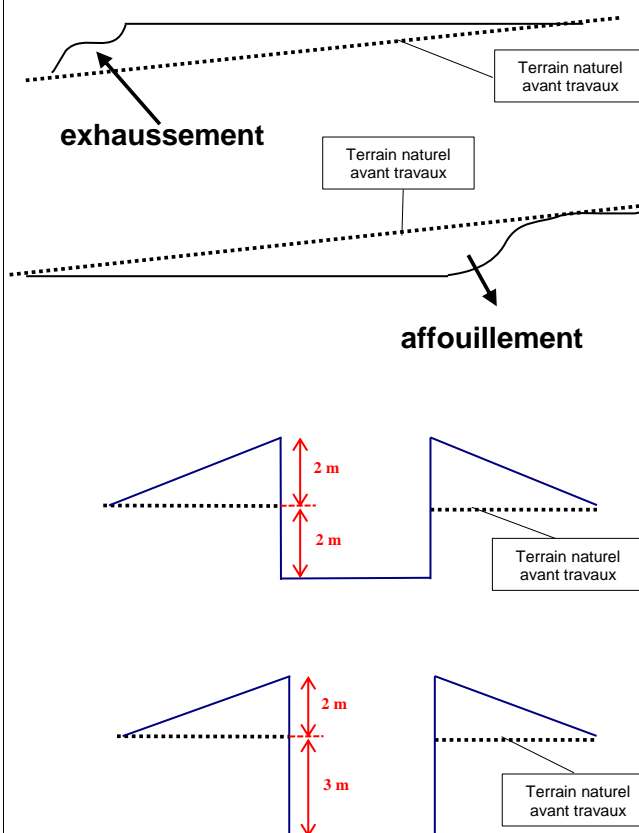 Terrain naturel
avant travaux
exhaussement
Terrain naturel
avant travaux
affouillement
2 m
2 m
Terrain naturel
avant travaux
2 m
3 m
Terrain naturel
avant travaux